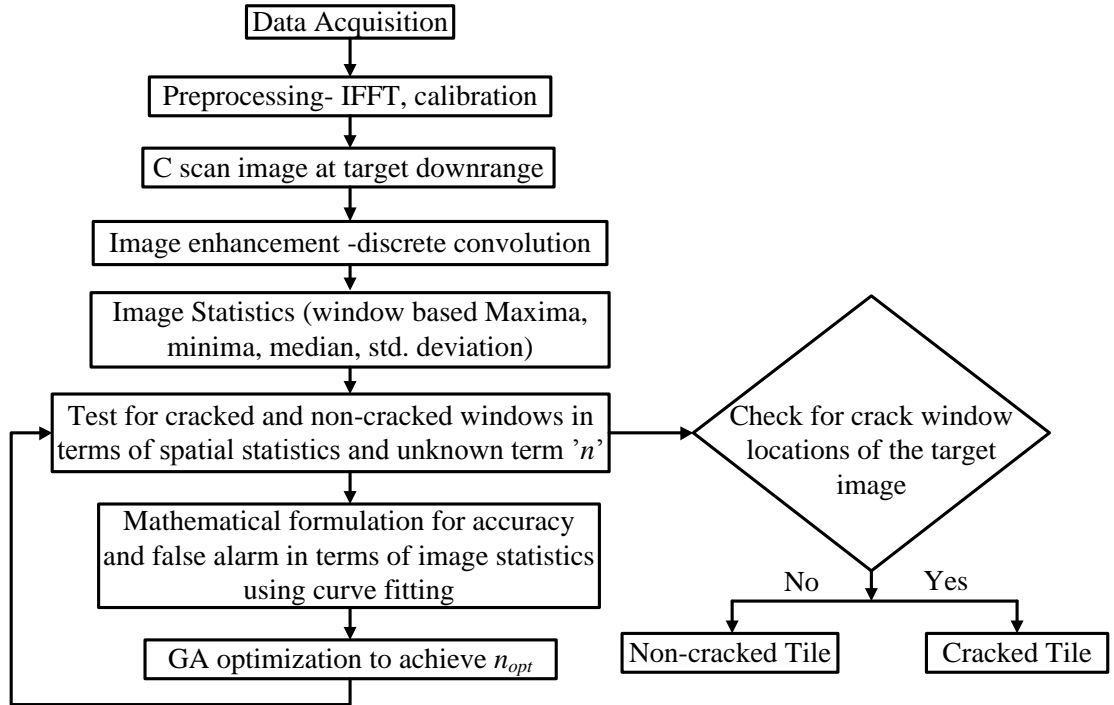 Data Acquisition
Preprocessing- IFFT, calibration
C scan image at target downrange
Image enhancement -discrete convolution
Image Statistics (window based Maxima,
minima, median, std. deviation)
Test for cracked and non-cracked windows in
terms of spatial statistics and unknown term ’n’
Mathematical formulation for accuracy
and false alarm in terms of image statistics
using curve fitting
GA optimization to achieve nopt
Check for crack window
locations of the target
image
No
Yes
Non-cracked Tile
Cracked Tile